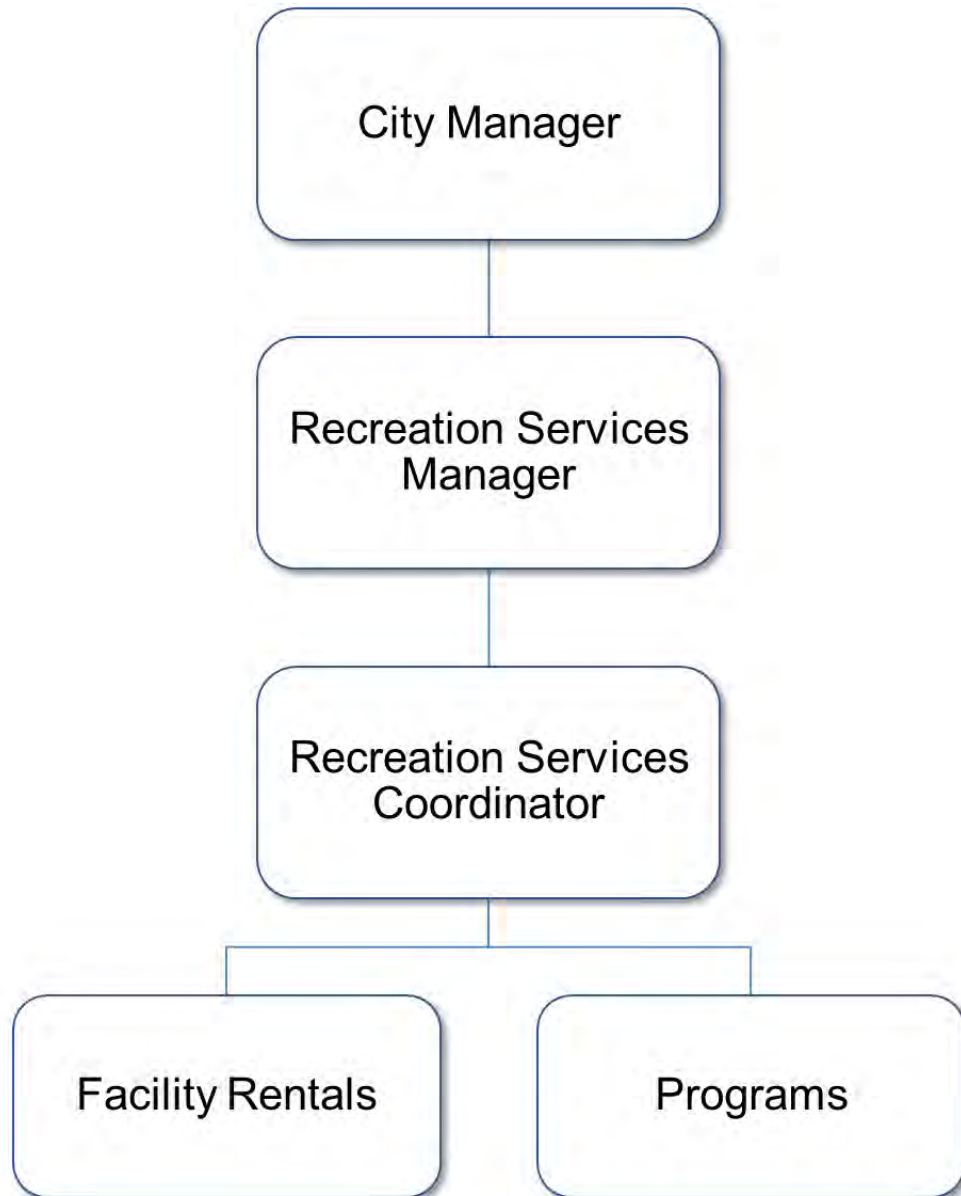 City Manager
Recreation Services
Manager
Recreation Services
Coordinator
Facility Rentals
Programs